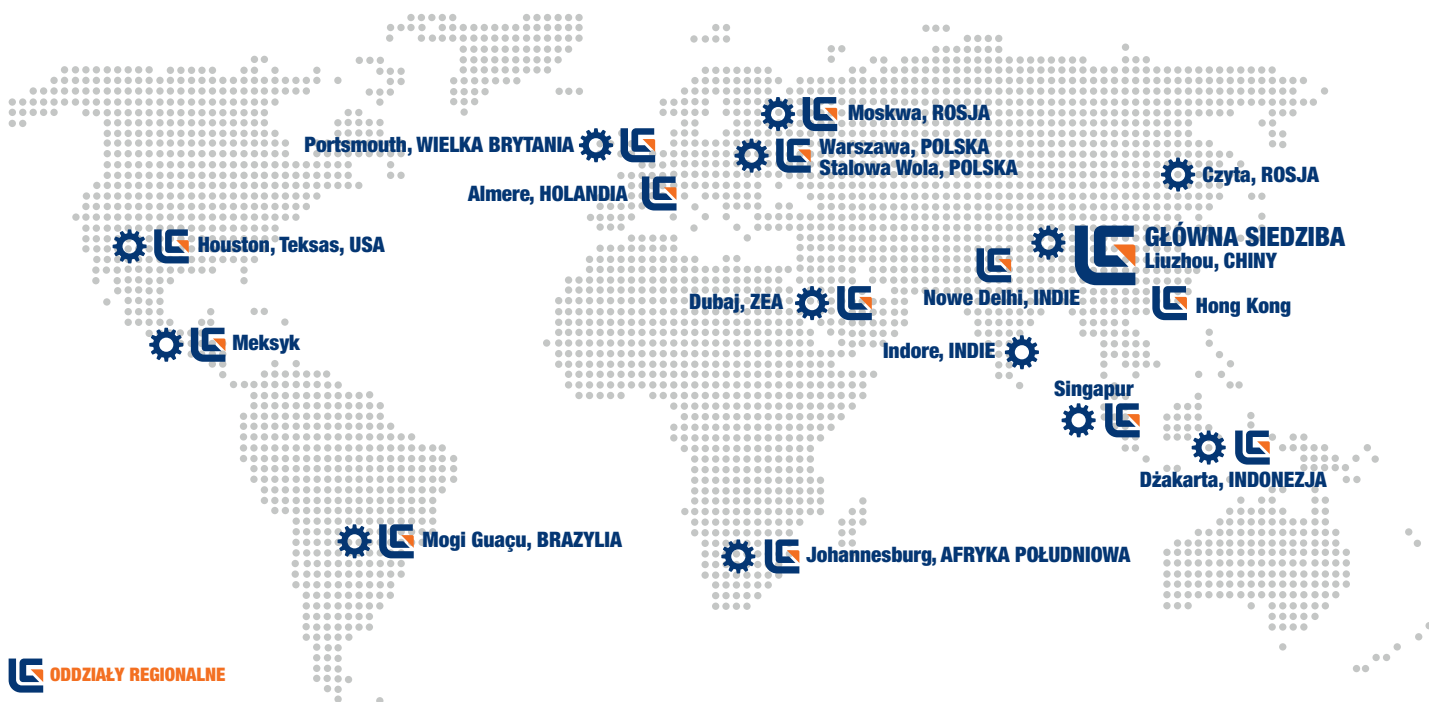 Moskwa, ROSJA
Portsmouth, WIELKA BRYTANIA
Warszawa, POLSKA
Stalowa Wola, POLSKA
Czyta, ROSJA
Almere, HOLANDIA
Houston, Teksas, USA
GŁÓWNA SIEDZIBA
Liuzhou, CHINY
Nowe Delhi, INDIE
Dubaj, ZEA
Hong Kong
Meksyk
Indore, INDIE
Singapur
Dżakarta, INDONEZJA
Mogi Guaçu, BRAZYLIA
Johannesburg, AFRYKA POŁUDNIOWA
ODDZIAŁY REGIONALNE